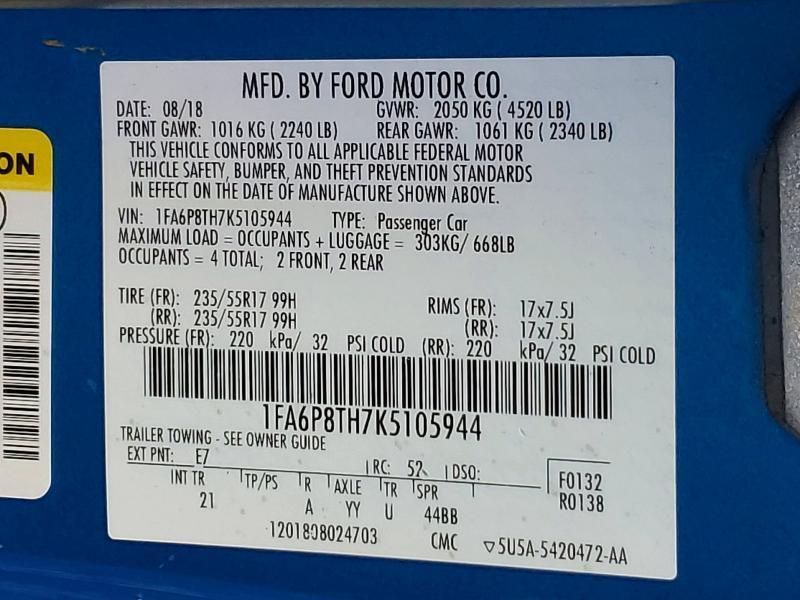 MFD. BY FORD MOTOR CO.
DATE: 08/18 GVWR: 2050 KG ( 4520 LB)
FRONT GAWR: 1016 KG ( 2240 LB) REAR GAWR: 1061 KG ( 2340 LB)
THIS VEHICLE CONFORMS TO ALL APPLICABLE FEDERAL MOTOR
VEHICLE SAFETY, BUMPER, AND THEFT PREVENTION STANDARDS
IN EFFECT ON THE DATE OF MANUFACTURE SHOWN ABOVE.
VIN: 1FA6P8TH7K5105944 TYPE: Passenger Car
MAXIMUM LOAD = OCCUPANTS + LUGGAGE = 303KG/ 668LB
OCCUPANTS = 4 TOTAL; 2 FRONT, 2 REAR
TIRE (FR): 235/55R17 99H RIMS (FR): 17x7.5J
(RR): 235/55R17 99H (RR): 17x7.5J
PRESSURE (FR): 220 kPa/ 32 PSI COLD (RR): 220 kPa/ 32 PSI COLD
1FA6P8TH7K5105944
TRAILER TOWING - SEE OWNER GUIDE
EXT PNT: E7 RC: 52 DSO: F0132
INT TR TP/PS R AXLE TR SPR R0138
21 A YY U 44BB
1201808024703 CMC ▽5U5A-5420472-AA
ON